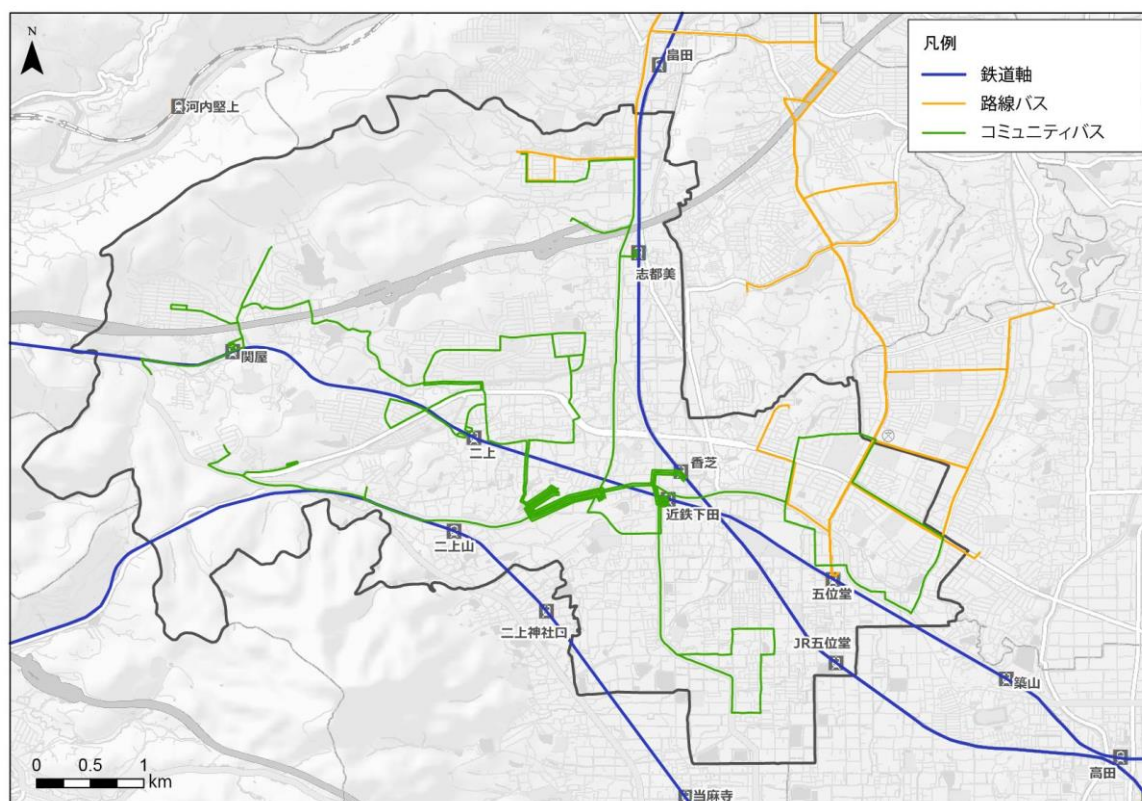 N
凡例
鉄道軸
路線バス
コミュニティバス
畠田
河内堅上
志都美
関屋
二上
香芝
近鉄下田
二上山
五位堂
二上神社口
JR五位堂
築山
高田
当麻寺
0 0.5 1
km